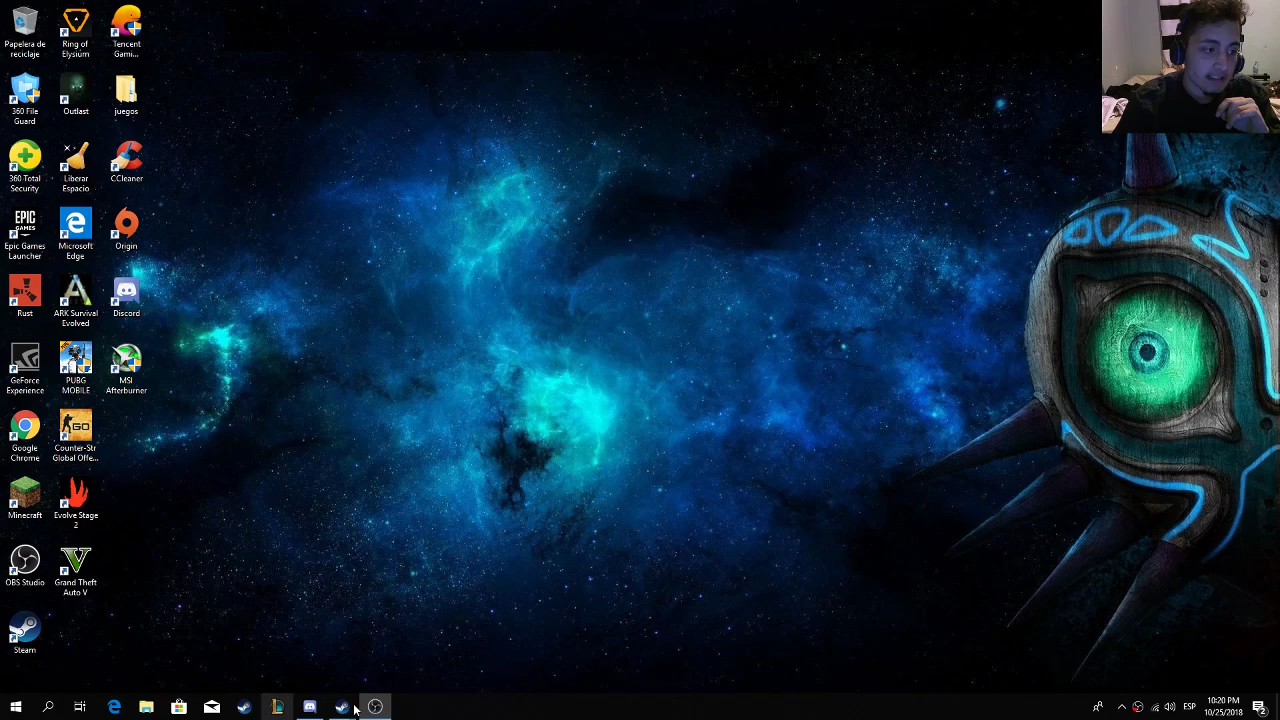 Papelera de
reciclaje
Ring of
Elysium
Tencent
Gami...
360 File
Guard
Outlast
juegos
360 Total
Security
Liberar
Espacio
CCleaner
EPIC
GAMES
Epic Games
Launcher
Microsoft
Edge
Origin
Rust
ARK Survival
Evolved
Discord
GeForce
Experience
PUBG
MOBILE
MSI
Afterburner
Google
Chrome
GO
Counter-Str
Global Offe...
Minecraft
Evolve Stage
2
OBS Studio
Grand Theft
Auto V
Steam
ESP
10:20 PM
10/25/2018
2